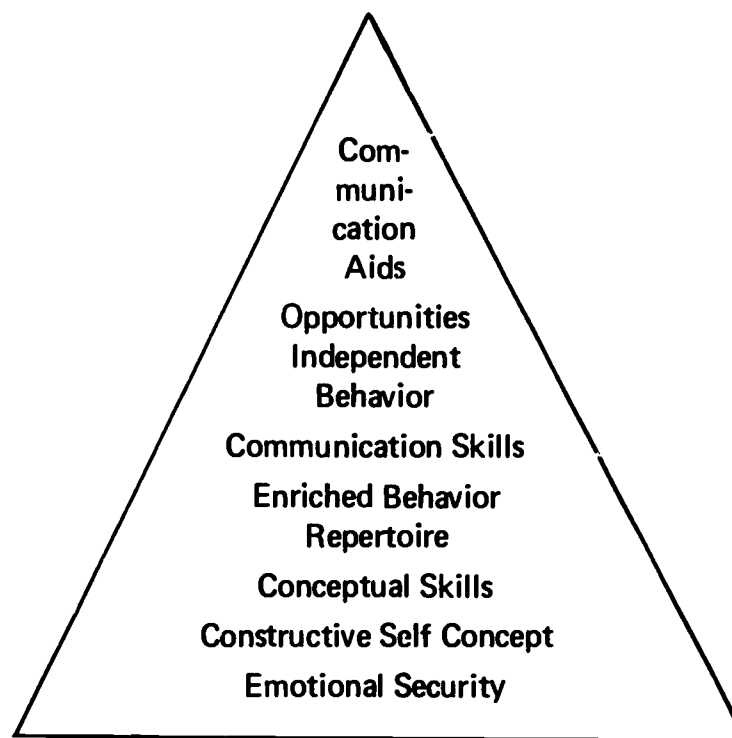 Com-
muni-
cation
Aids
Opportunities
Independent
Behavior
Communication Skills
Enriched Behavior
Repertoire
Conceptual Skills
Constructive Self Concept
Emotional Security